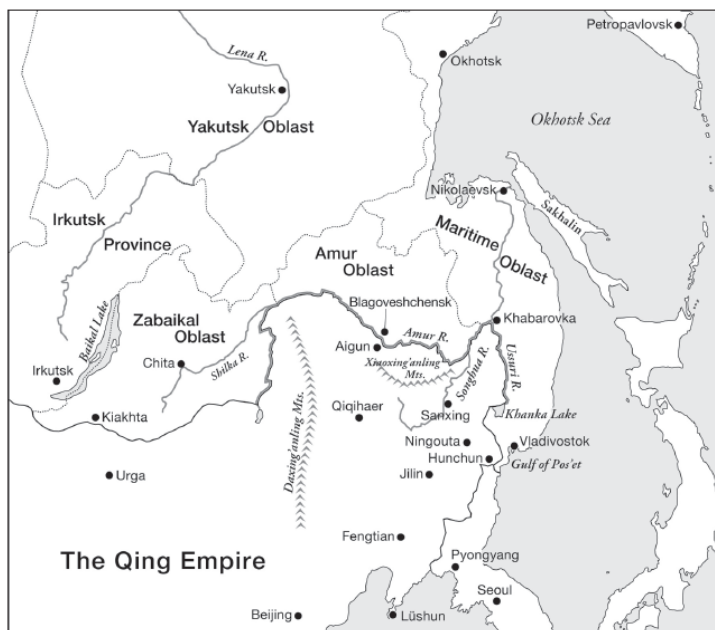 Petropavlovsk
Lena R.
Okhotsk
Yakutsk
Okhotsk Sea
Yakutsk Oblast
Nikolaevsk
Sakhalin
Irkutsk
Province
Maritime
Oblast
Amur
Oblast
Baikal Lake
Zabaikal
Oblast
Blagoveshchensk
Amur R.
Khabarovka
Aigun
Xiaoxing'anling
Mts.
Chita
Shilka R.
Irkutsk
Songhua R.
Ussuri R.
Daxing'anling Mts.
Kiakhta
Qiqihaer
Sanxing
Khanka Lake
Ningouta
Vladivostok
Hunchun
Gulf of Pos'et
Urga
Jilin
Fengtian
The Qing Empire
Pyongyang
Seoul
Beijing
Lüshun